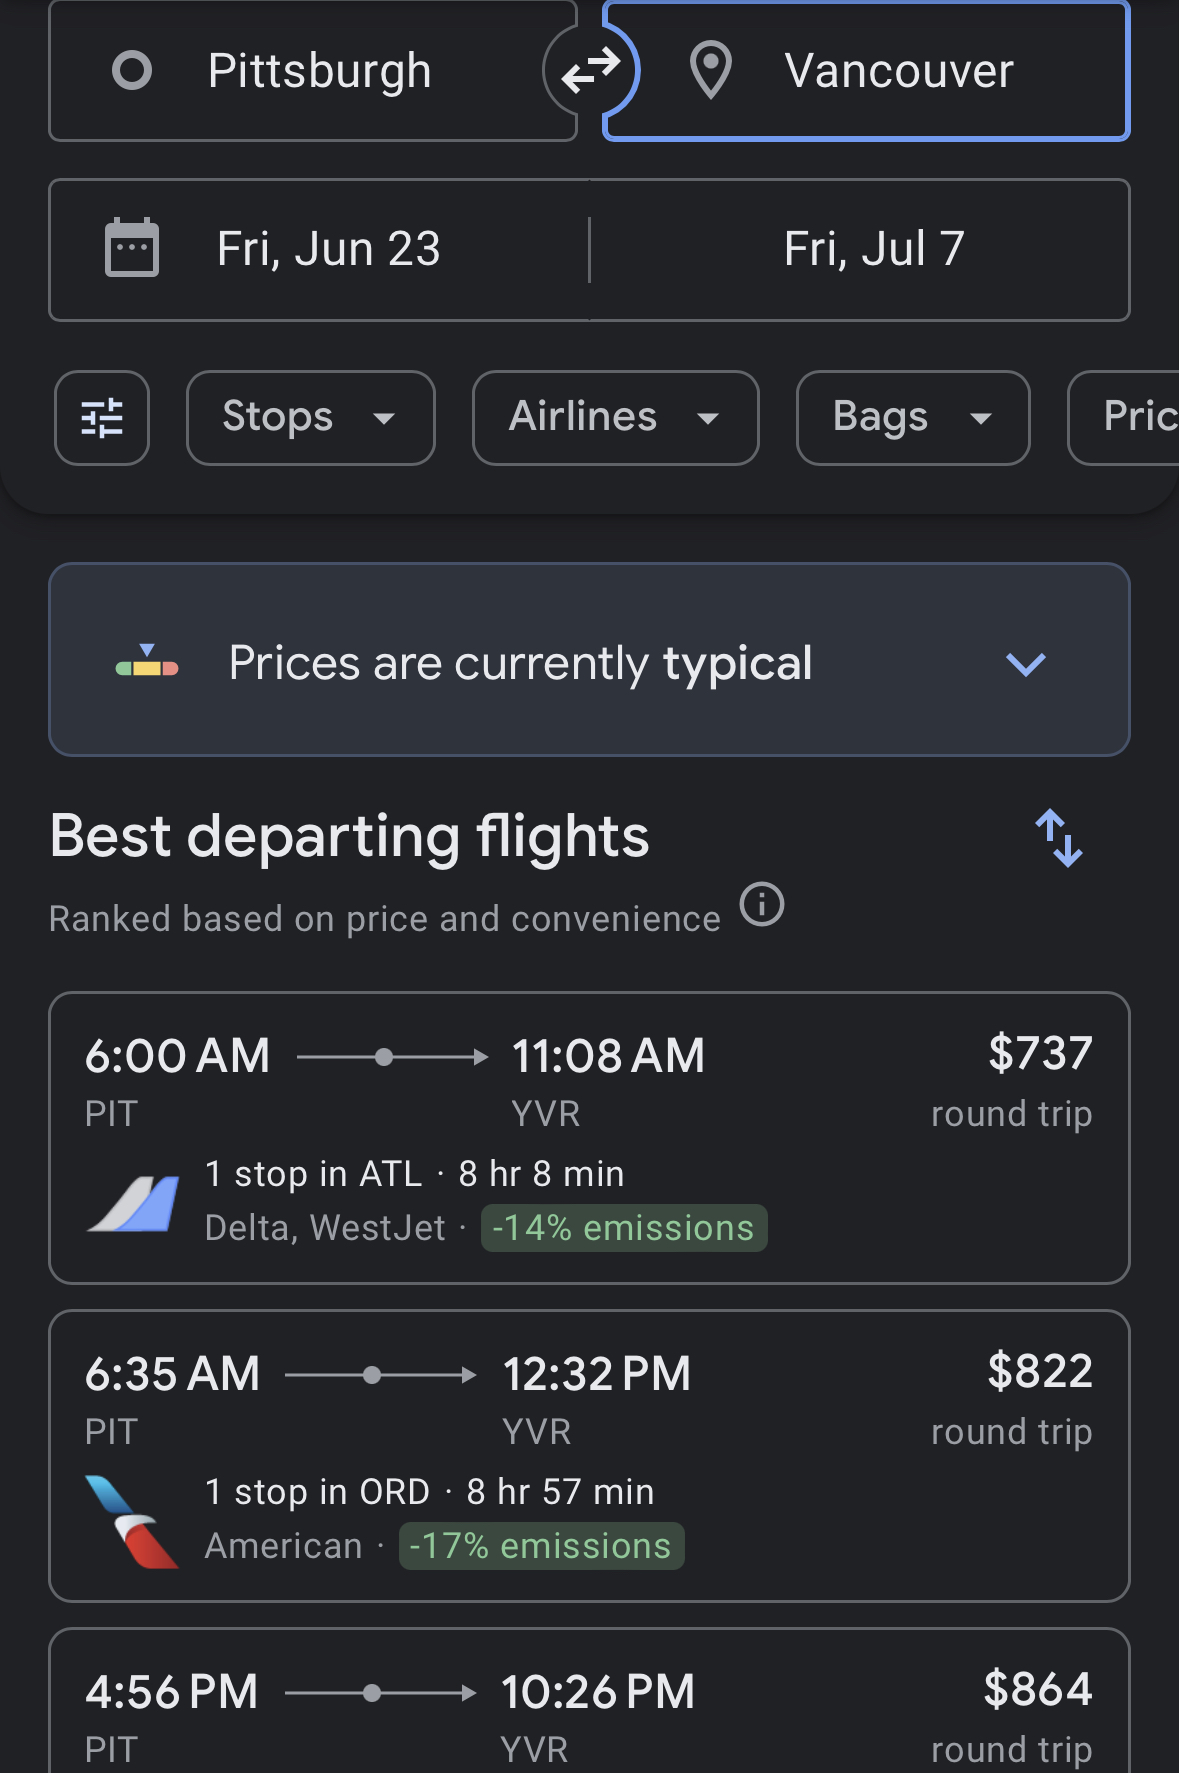 Pittsburgh Vancouver
Fri, Jun 23 Fri, Jul 7
Stops Airlines Bags Pric
Prices are currently typical
Best departing flights
Ranked based on price and convenience
6:00 AM 11:08 AM $737
PIT YVR round trip
1 stop in ATL · 8 hr 8 min
Delta, WestJet · -14% emissions
6:35 AM 12:32 PM $822
PIT YVR round trip
1 stop in ORD · 8 hr 57 min
American · -17% emissions
4:56 PM 10:26 PM $864
PIT YVR round trip